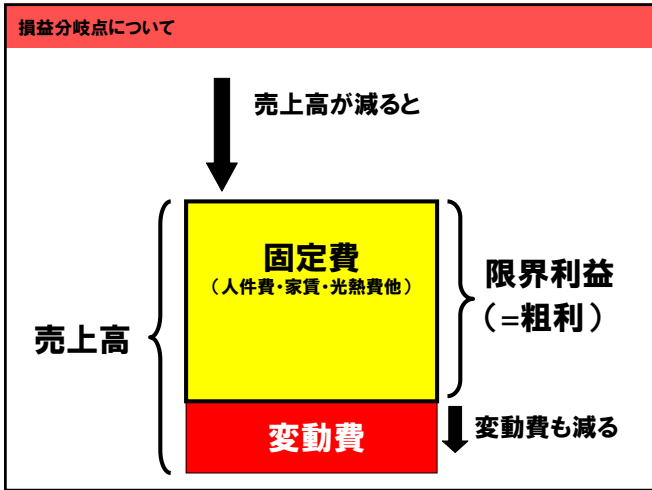 損益分岐点について
売上高が減ると
固定費
（人件費・家賃・光熱費他）
限界利益
（=粗利）
売上高
変動費
変動費も減る